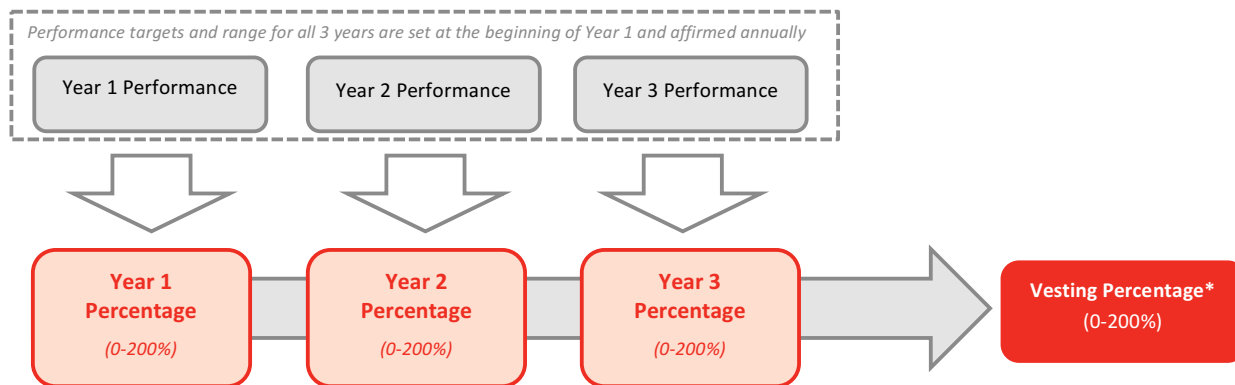 Performance targets and range for all 3 years are set at the beginning of Year 1 and affirmed annually
Year 1 Performance
Year 2 Performance
Year 3 Performance
Year 1
Percentage
(0-200%)
Year 2
Percentage
(0-200%)
Year 3
Percentage
(0-200%)
Vesting Percentage*
(0-200%)